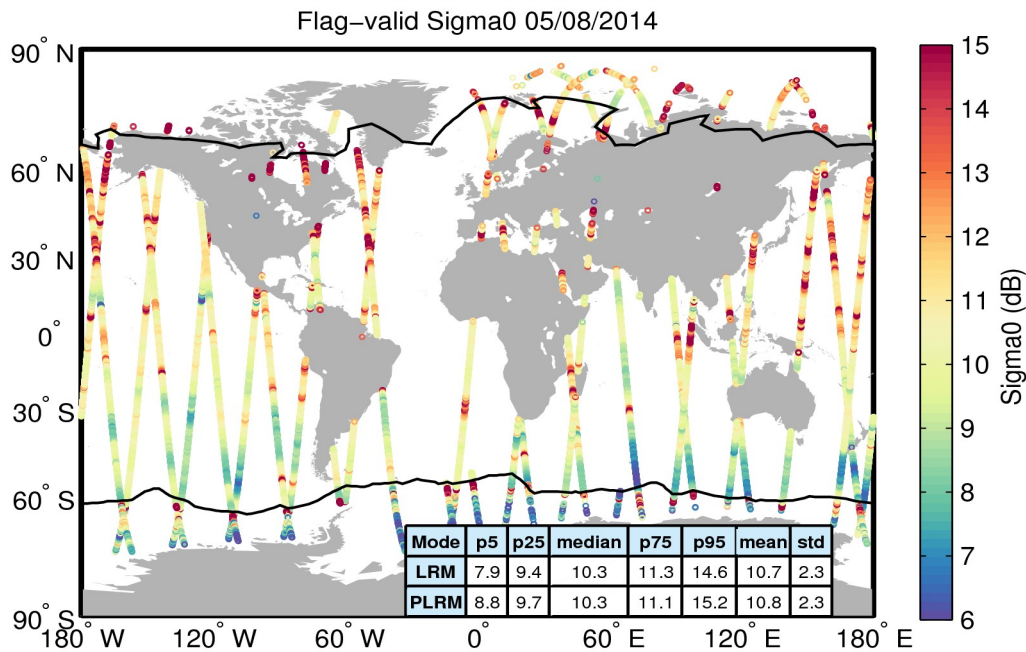 Flag−valid Sigma0 05/08/2014
90° N
60° N
30° N
0°
30° S
60° S
90° S
180° W
120° W
60° W
0°
60° E
120° E
180° E
Mode p5 p25 median p75 p95 mean std
LRM 7.9 9.4 10.3 11.3 14.6 10.7 2.3
PLRM 8.8 9.7 10.3 11.1 15.2 10.8 2.3
15
14
13
12
11
10
9
8
7
6
Sigma0 (dB)